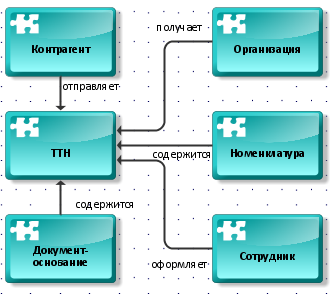 получает
Контрагент
Организация
отправляет
ТТН
содержится
Номенклатура
содержится
Документ-
основание
оформляет
Сотрудник